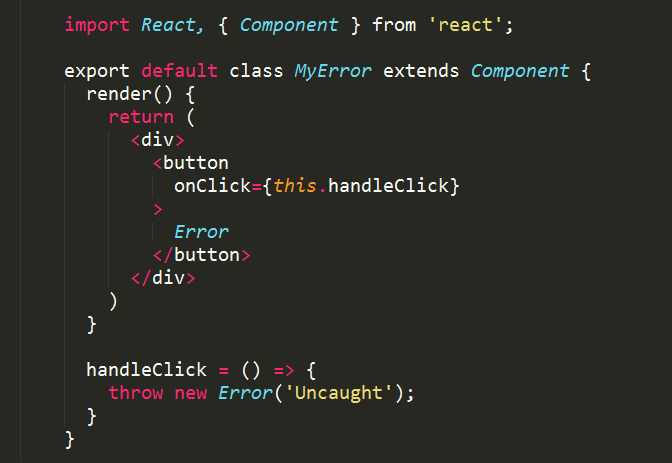 import React, { Component } from 'react';

export default class MyError extends Component {
  render() {
    return (
      <div>
        <button
          onClick={this.handleClick}
        >
          Error
        </button>
      </div>
    )
  }

  handleClick = () => {
    throw new Error('Uncaught');
  }
}